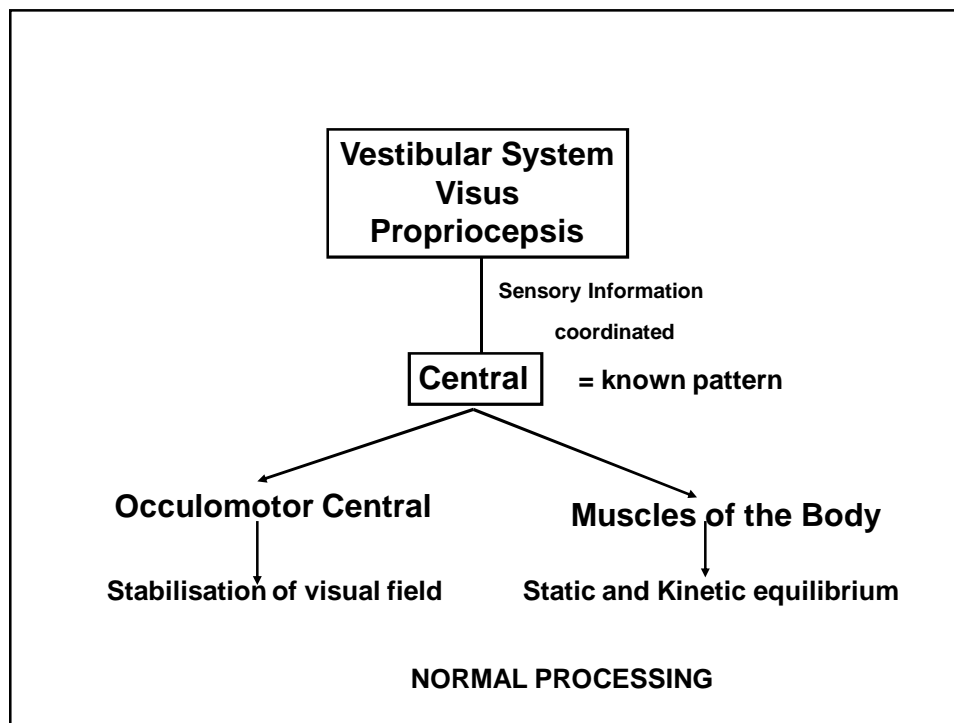 Vestibular System
Visus
Propriocepsis
Sensory Information
coordinated
Central
= known pattern
Occulomotor Central
Muscles of the Body
Stabilisation of visual field
Static and Kinetic equilibrium
NORMAL PROCESSING